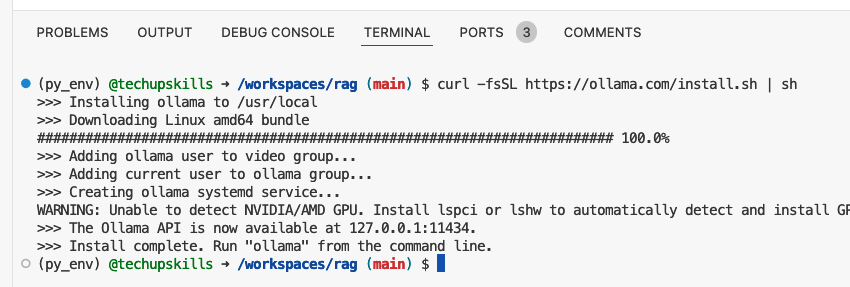 PROBLEMS OUTPUT DEBUG CONSOLE TERMINAL PORTS 3 COMMENTS
(py_env) @techupskills ➜ /workspaces/rag (main) $ curl -fsSL https://ollama.com/install.sh | sh
>>> Installing ollama to /usr/local
>>> Downloading Linux amd64 bundle
######################################################################## 100.0%
>>> Adding ollama user to video group...
>>> Adding current user to ollama group...
>>> Creating ollama systemd service...
WARNING: Unable to detect NVIDIA/AMD GPU. Install lspci or lshw to automatically detect and install
>>> The Ollama API is now available at 127.0.0.1:11434.
>>> Install complete. Run "ollama" from the command line.
(py_env) @techupskills ➜ /workspaces/rag (main) $